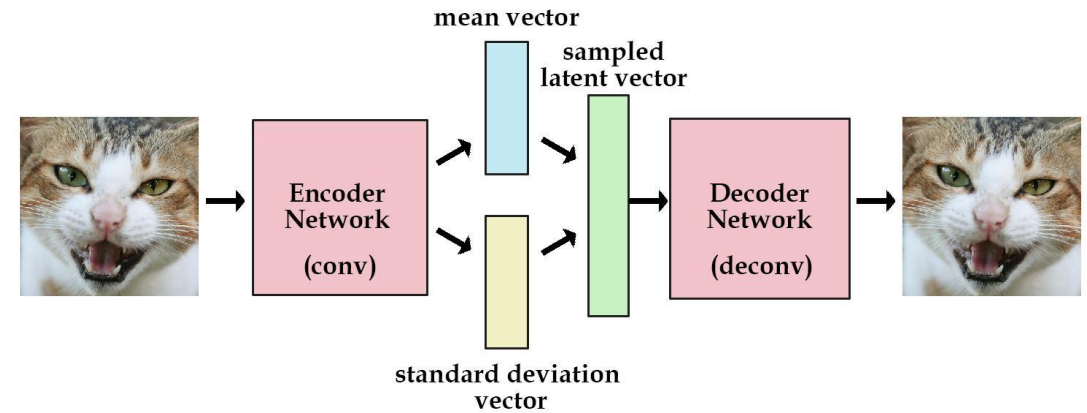 mean vector
sampled
latent vector
Encoder
Network
(conv)
Decoder
Network
(deconv)
standard deviation
vector